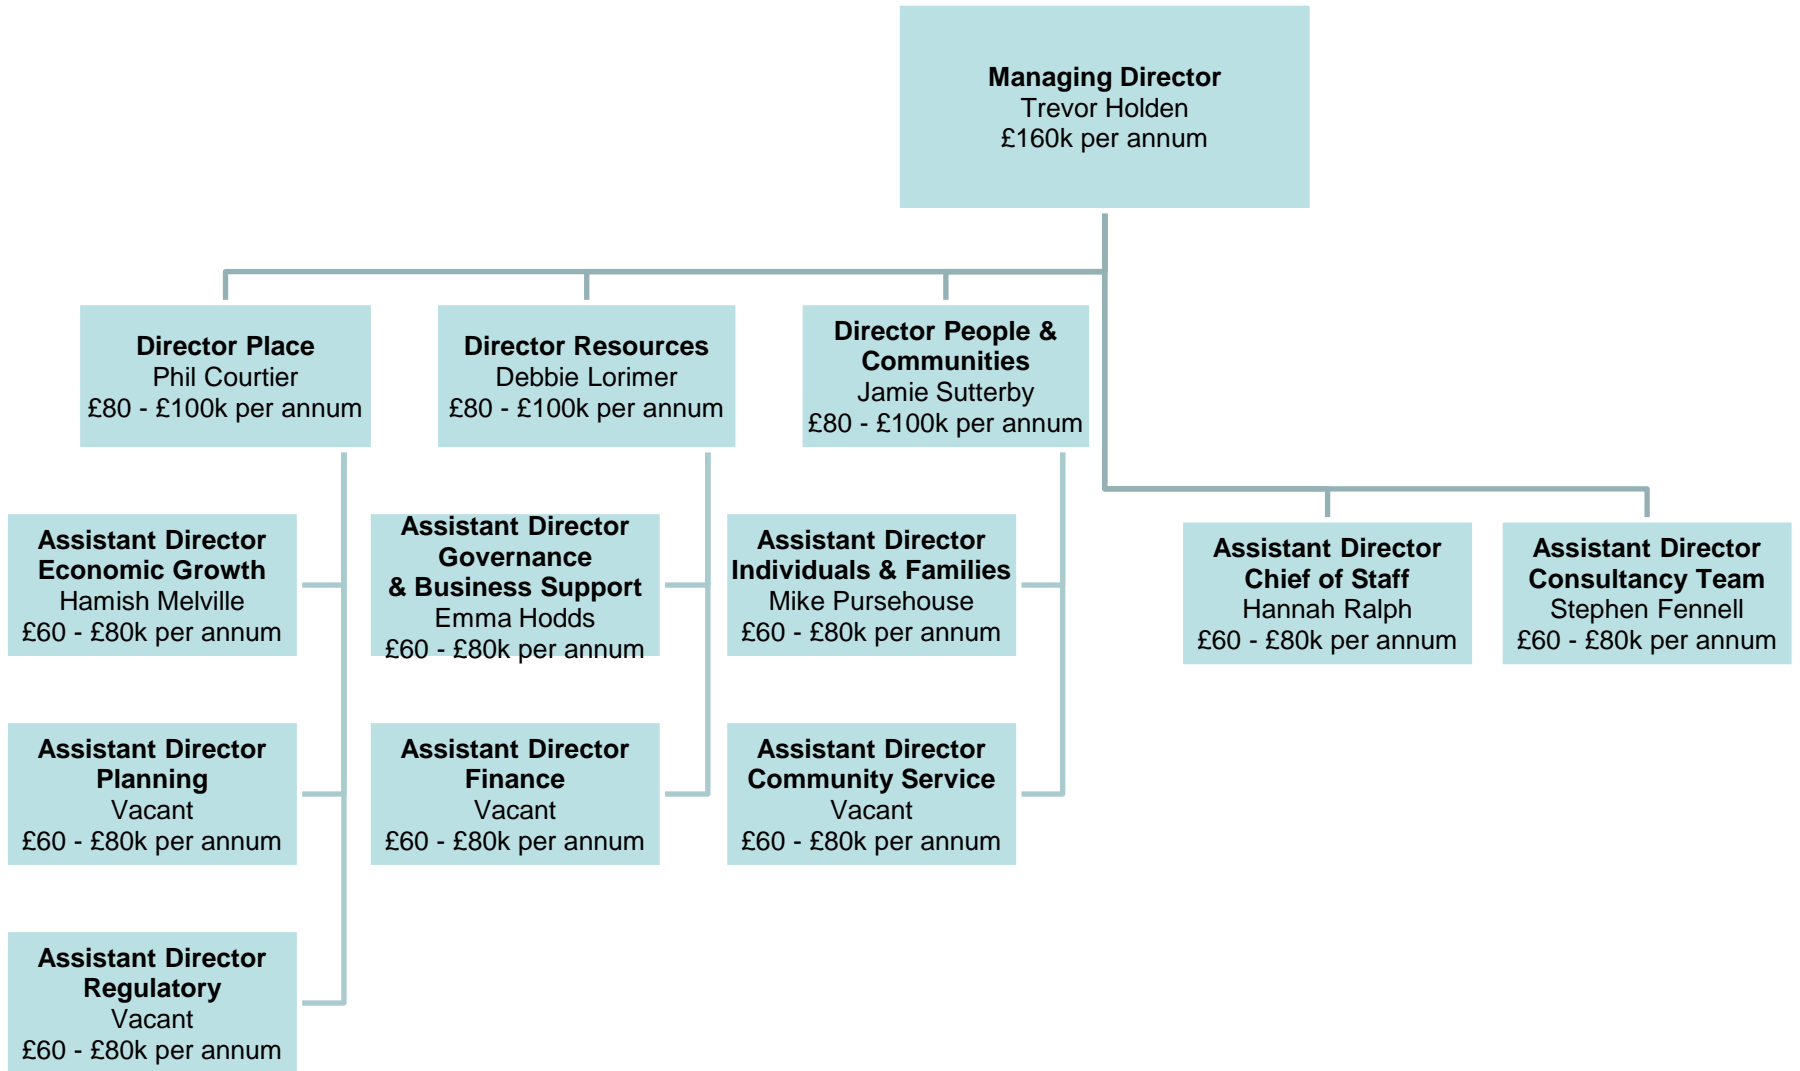 Managing Director
Trevor Holden
£160k per annum
Director Place
Phil Courtier
£80 - £100k per annum
Director Resources
Debbie Lorimer
£80 - £100k per annum
Director People &
Communities
Jamie Sutterby
£80 - £100k per annum
Assistant Director
Economic Growth
Hamish Melville
£60 - £80k per annum
Assistant Director
Governance
& Business Support
Emma Hodds
£60 - £80k per annum
Assistant Director
Individuals & Families
Mike Pursehouse
£60 - £80k per annum
Assistant Director
Chief of Staff
Hannah Ralph
£60 - £80k per annum
Assistant Director
Consultancy Team
Stephen Fennell
£60 - £80k per annum
Assistant Director
Planning
Vacant
£60 - £80k per annum
Assistant Director
Finance
Vacant
£60 - £80k per annum
Assistant Director
Community Service
Vacant
£60 - £80k per annum
Assistant Director
Regulatory
Vacant
£60 - £80k per annum